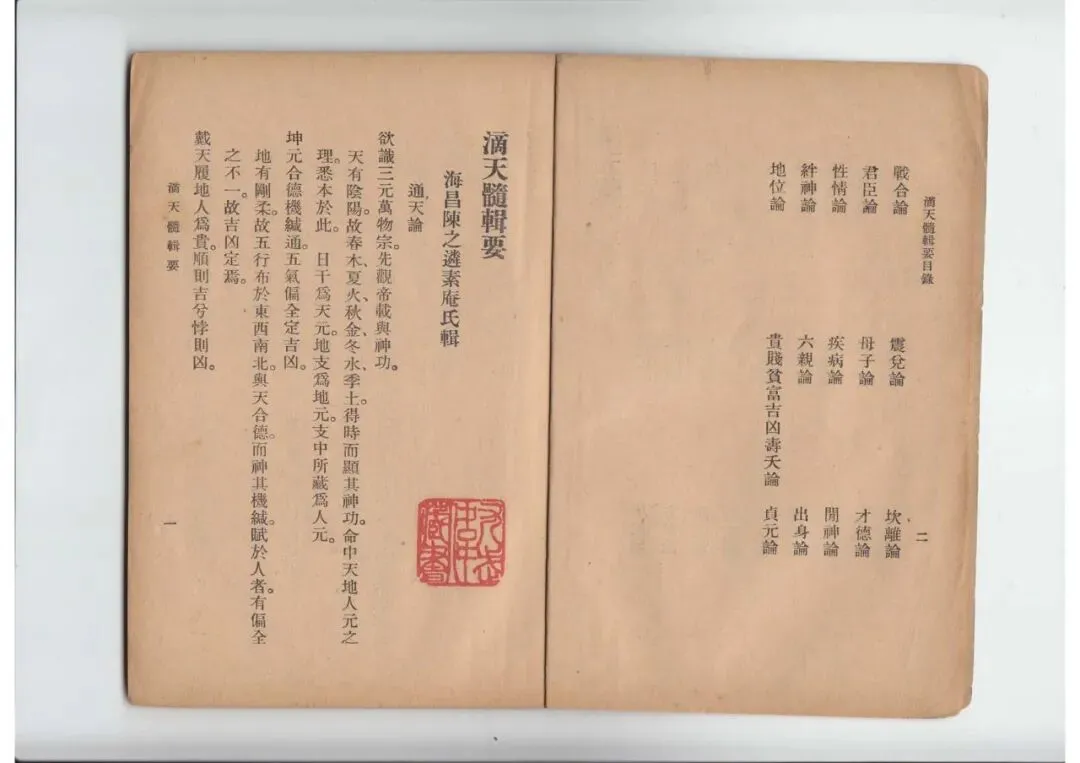 滴天髓輯要目錄
二
戰合論　震兌論　坎離論
君臣論　母子論　才德論
性情論　疾病論　閒神論
絆神論　六親論　出身論
地位論　貴賤貧富吉凶壽夭論　貞元論
滴天髓輯要
海昌陳之遴素庵氏輯
通天論
欲識三元萬物宗。先觀帝載與神功。
天有陰陽。故春木、夏火、秋金、冬水、季土。得時而顯其神功。命中天地人元之
理。悉本於此。　日干爲天元。地支爲地元。支中所藏爲人元。
坤元合德機緘通。五氣偏全定吉凶。
地有剛柔。故五行布於東西南北。與天合德。而神其機緘。賦於人者。有偏全
之不一。故吉凶定焉。
戴天履地人爲貴。順則吉兮悖則凶。
滴天髓輯要
一
藏書